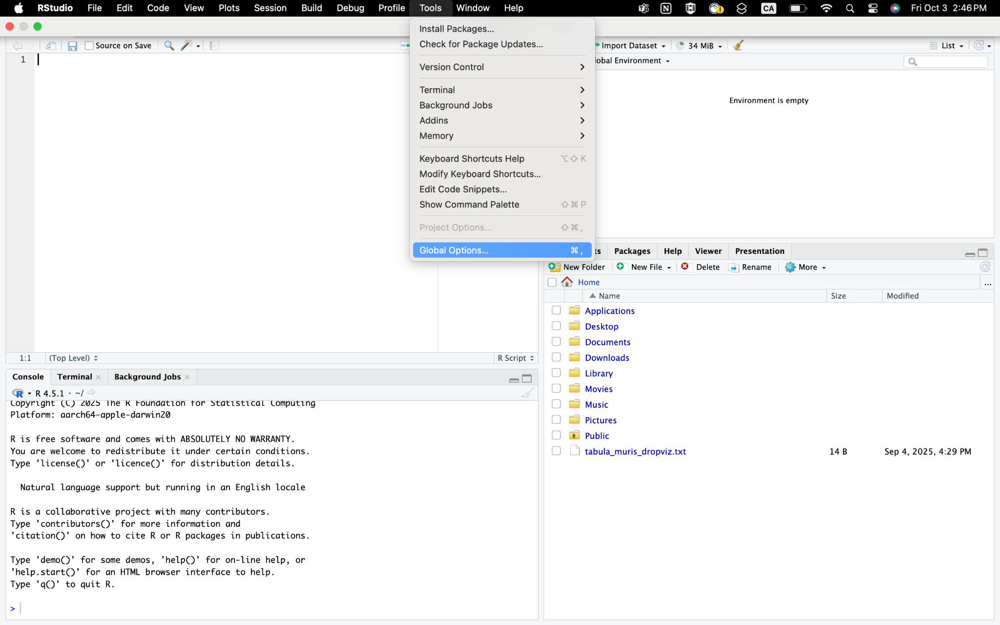 RStudio File Edit Code View Plots Session Build Debug Profile Tools Window Help CA Fri Oct 3 2:46 PM
Install Packages...
Check for Package Updates...
Version Control
Terminal
Background Jobs
Addins
Memory
Keyboard Shortcuts Help ⌥⇧K
Modify Keyboard Shortcuts...
Edit Code Snippets...
Show Command Palette ⇧⌘P
Project Options... ⇧⌘,
Global Options... ⌘,
Source on Save
1
1:1 (Top Level) R Script
Import Dataset 34 MiB List
lobal Environment
Environment is empty
Console Terminal Background Jobs
R R 4.5.1 · ~/
Copyright (C) 2025 The R Foundation for Statistical Computing
Platform: aarch64-apple-darwin20
R is free software and comes with ABSOLUTELY NO WARRANTY.
You are welcome to redistribute it under certain conditions.
Type 'license()' or 'licence()' for distribution details.
Natural language support but running in an English locale
R is a collaborative project with many contributors.
Type 'contributors()' for more information and
'citation()' on how to cite R or R packages in publications.
Type 'demo()' for some demos, 'help()' for on-line help, or
'help.start()' for an HTML browser interface to help.
Type 'q()' to quit R.
>
ts Packages Help Viewer Presentation
New Folder New File Delete Rename More
Home ...
Name Size Modified
Applications
Desktop
Documents
Downloads
Library
Movies
Music
Pictures
Public
tabula_muris_dropviz.txt 14 B Sep 4, 2025, 4:29 PM